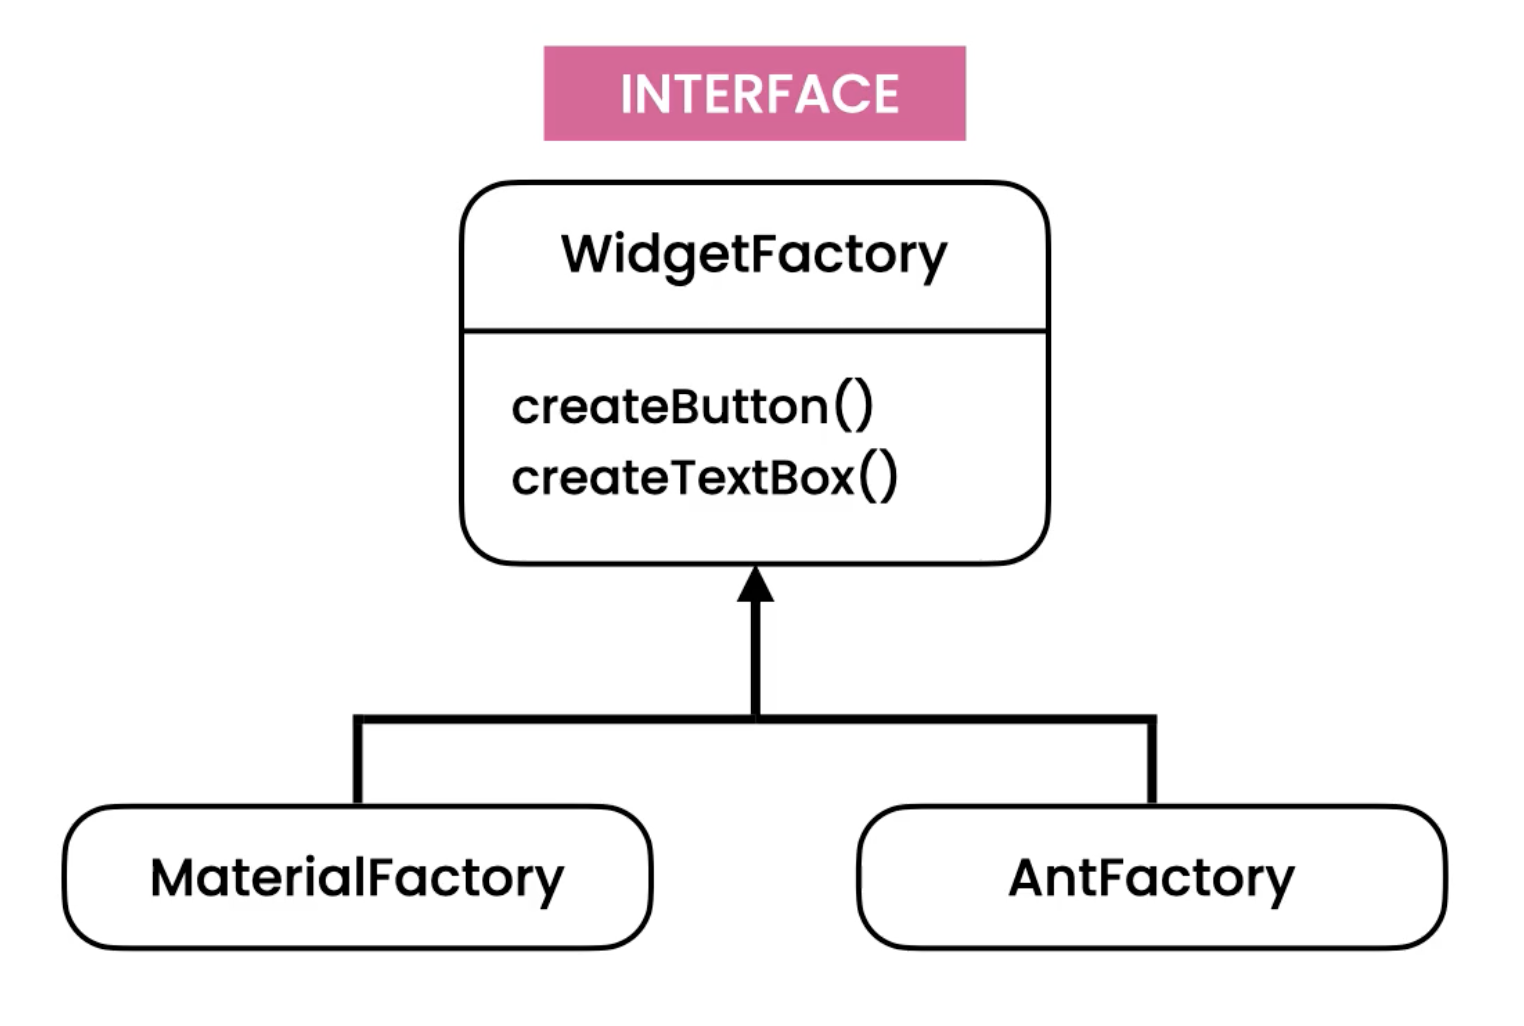 INTERFACE
WidgetFactory
createButton()
createTextBox()
MaterialFactory
AntFactory